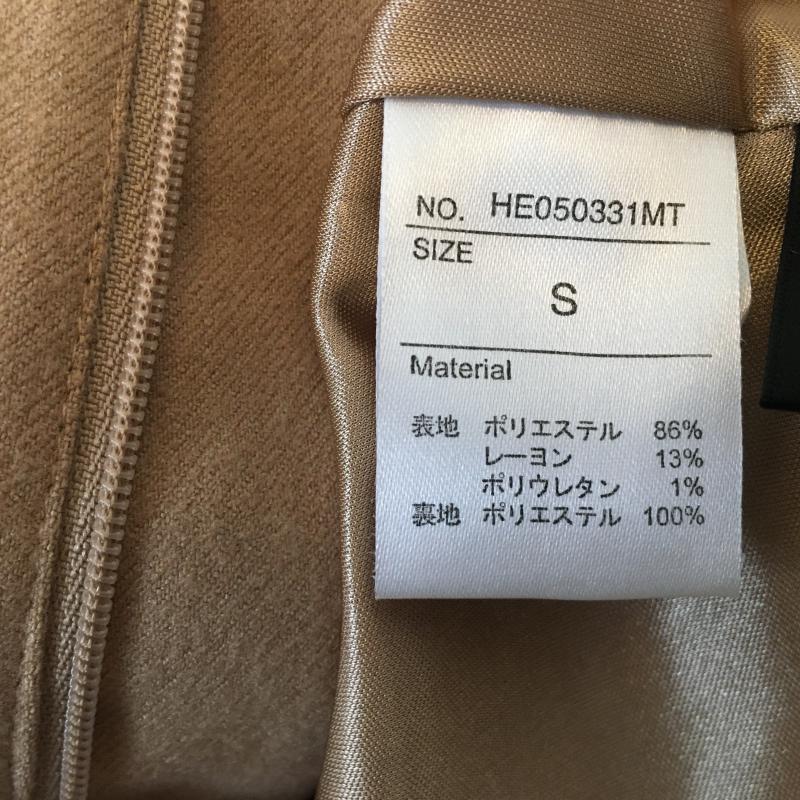 NO. HE050331MT
SIZE
S
Material
表地 ポリエステル 86%
レーヨン 13%
ポリウレタン 1%
裏地 ポリエステル 100%